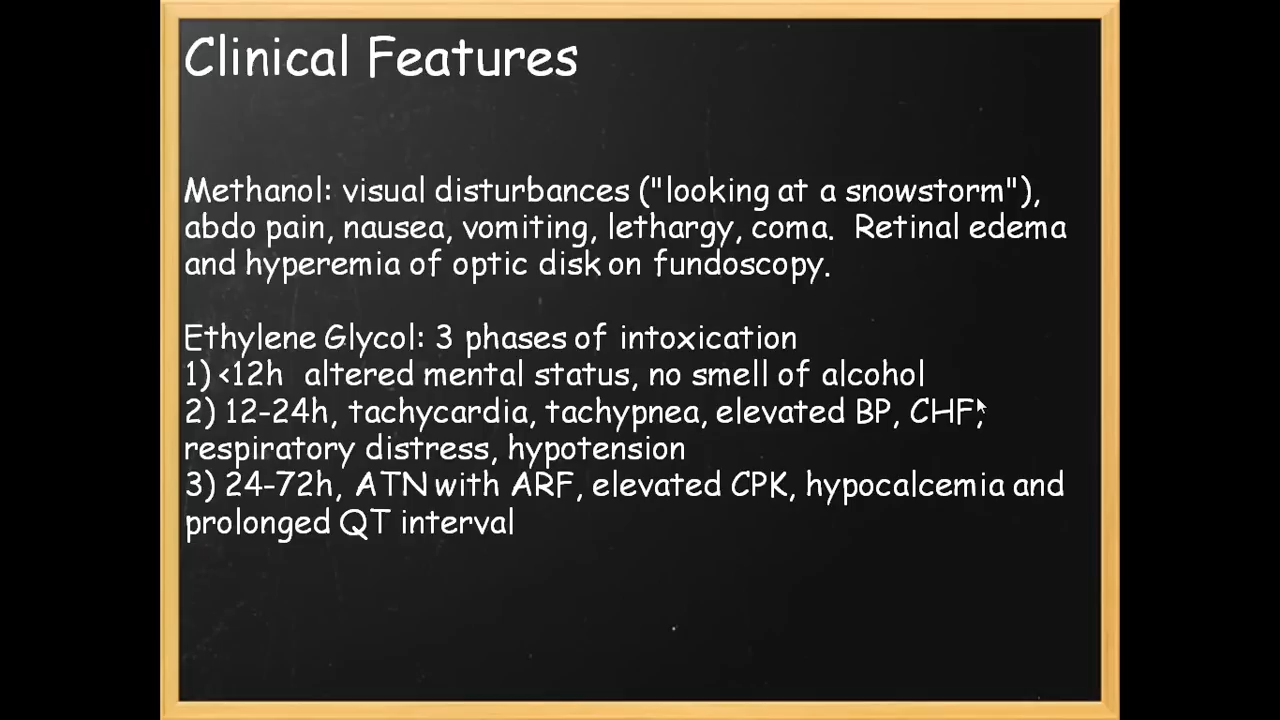 Clinical Features
Methanol: visual disturbances ("looking at a snowstorm"),
abdo pain, nausea, vomiting, lethargy, coma. Retinal edema
and hyperemia of optic disk on fundoscopy.
Ethylene Glycol: 3 phases of intoxication
1) <12h altered mental status, no smell of alcohol
2) 12-24h, tachycardia, tachypnea, elevated BP, CHF,
respiratory distress, hypotension
3) 24-72h, ATN with ARF, elevated CPK, hypocalcemia and
prolonged QT interval